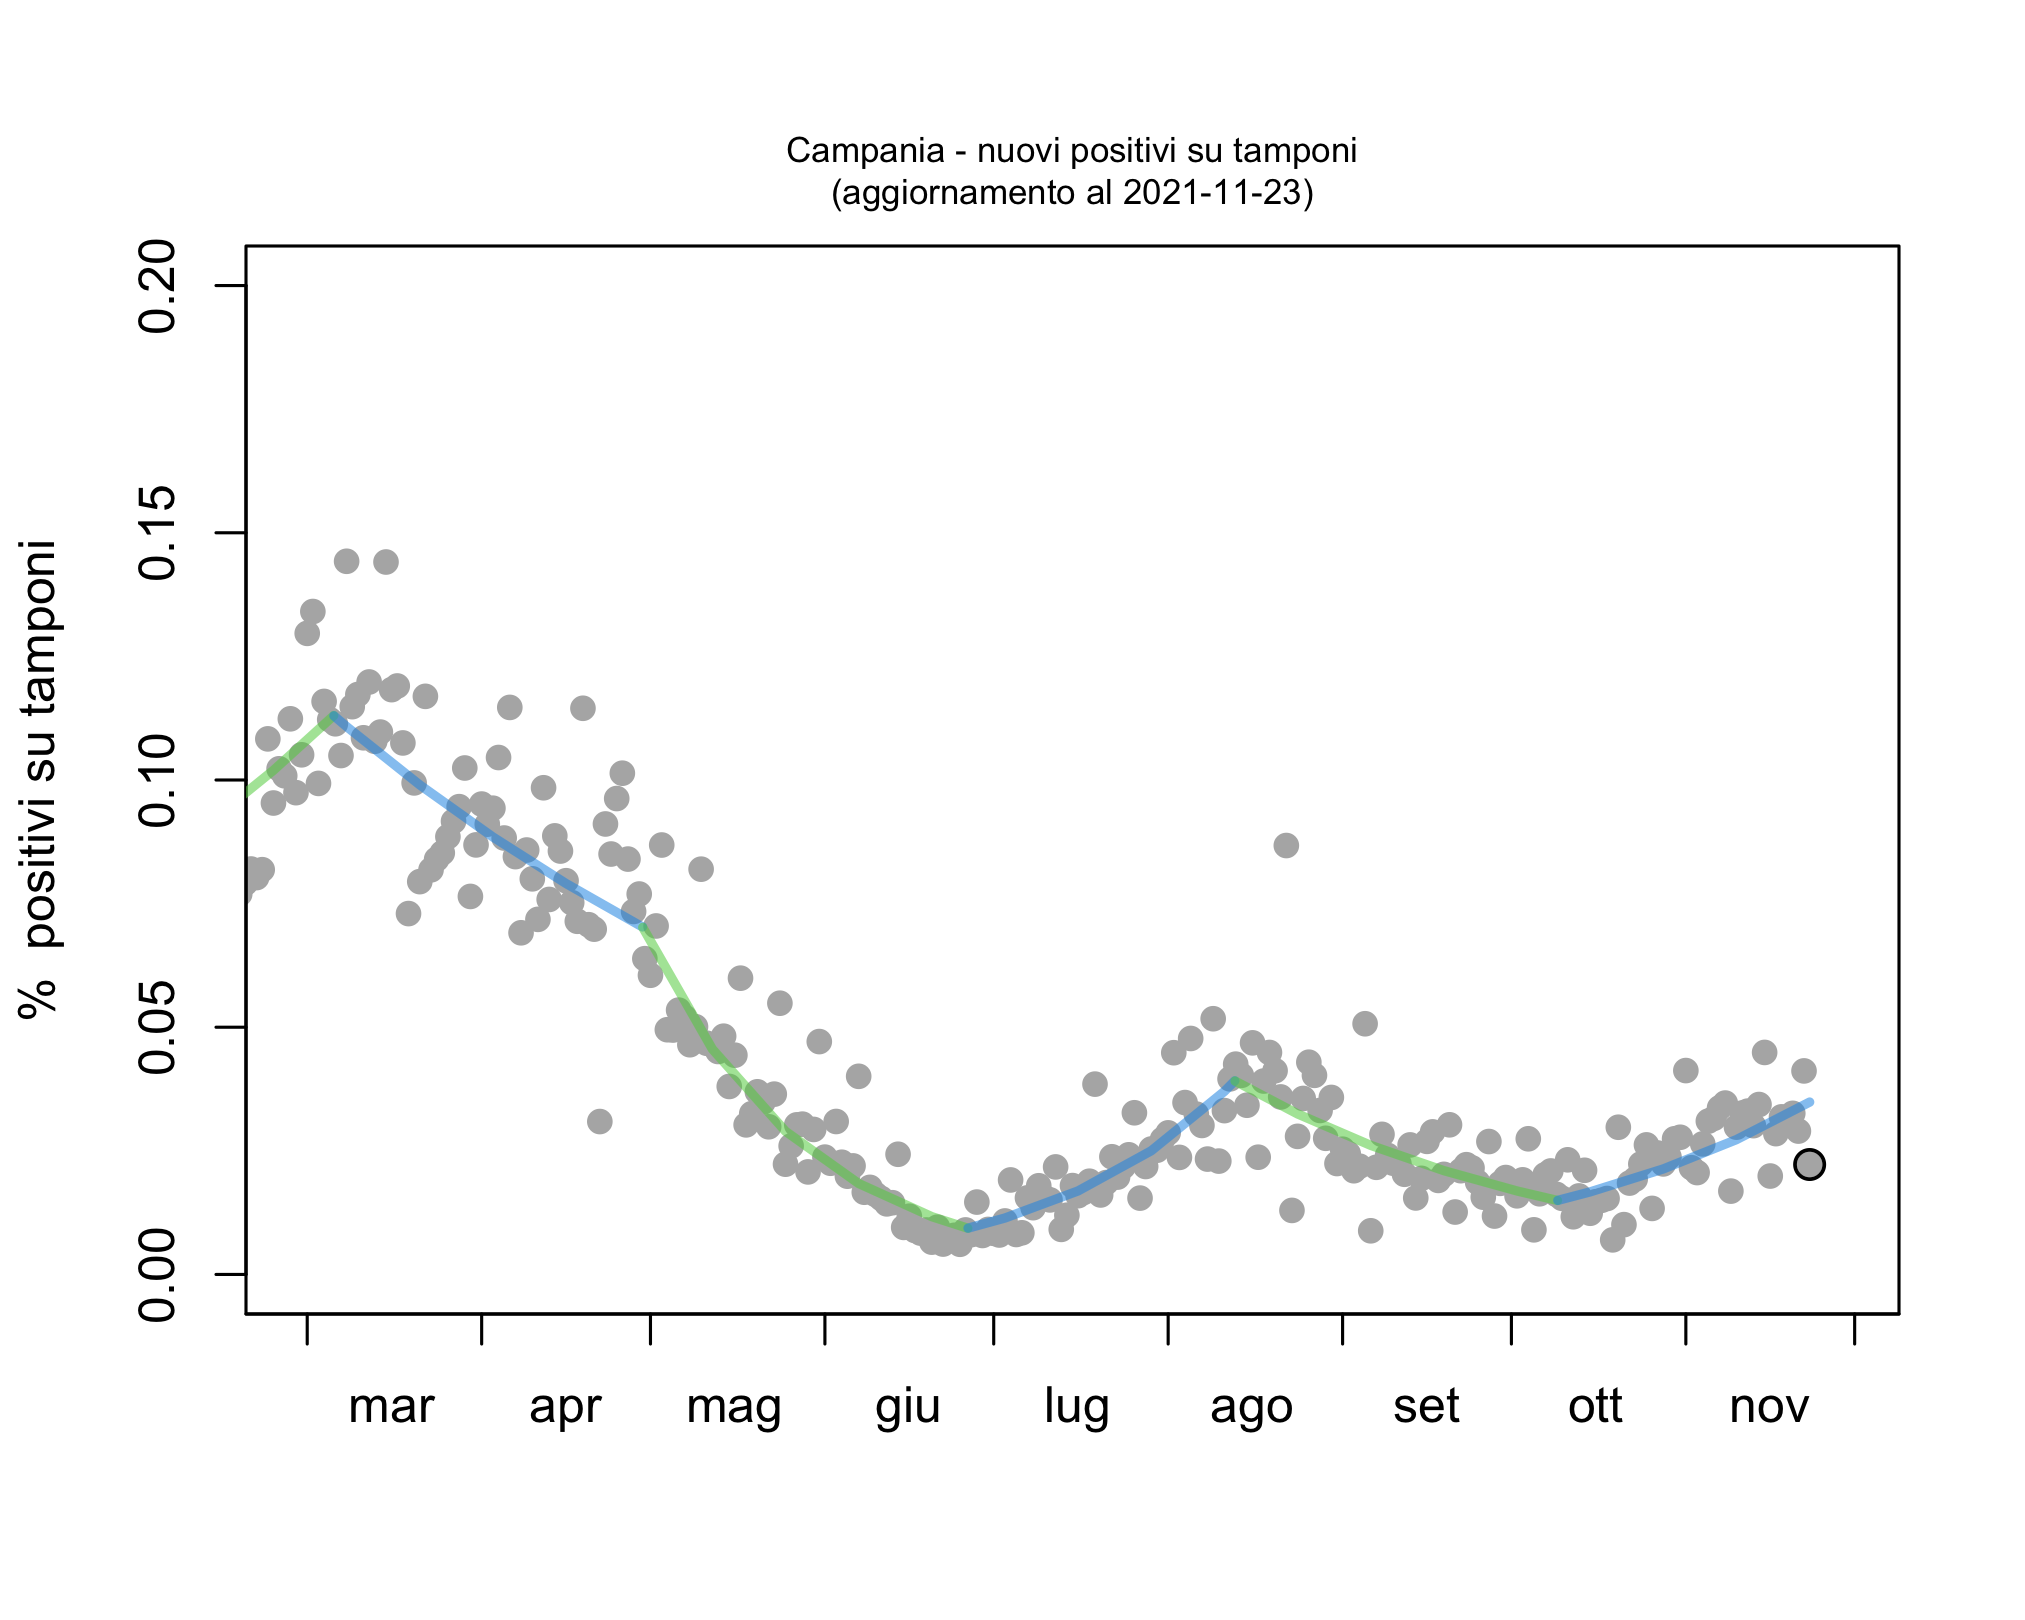 Campania - nuovi positivi su tamponi
(aggiornamento al 2021-11-23)
% positivi su tamponi
0.20
0.15
0.10
0.05
0.00
mar apr mag giu lug ago set ott nov